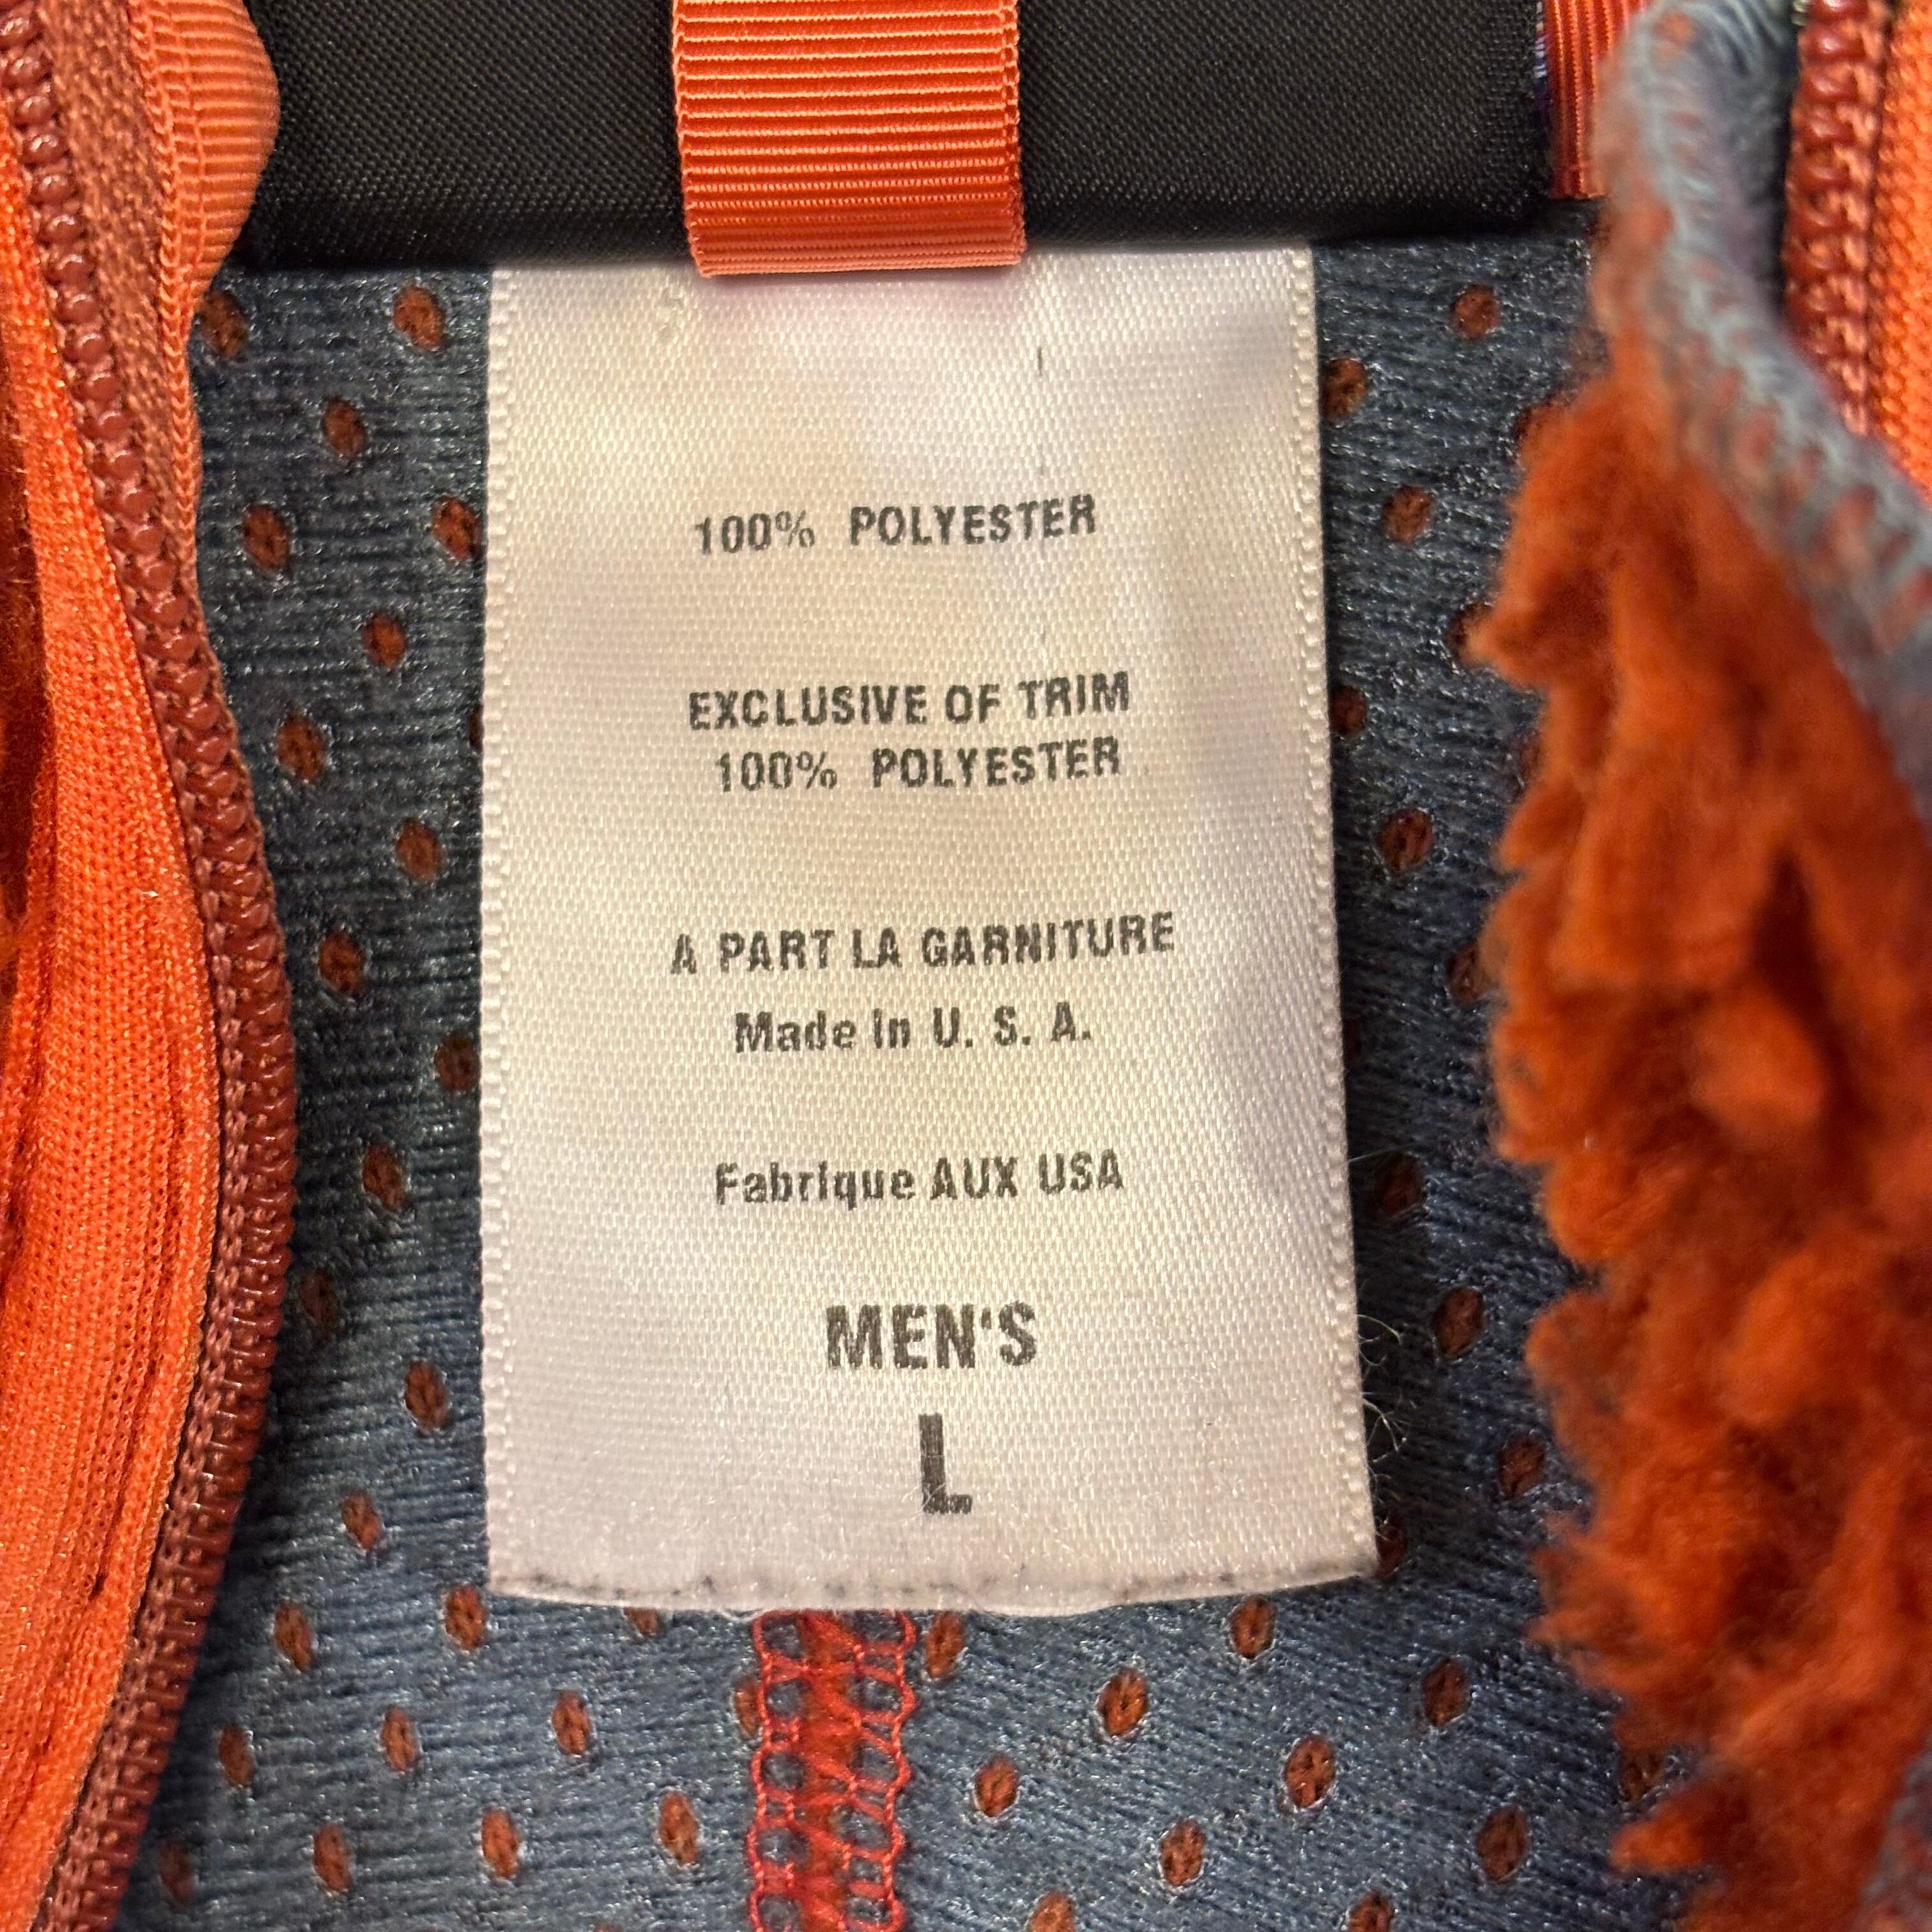 100% POLYESTER
EXCLUSIVE OF TRIM
100% POLYESTER
A PART LA GARNITURE
Made in U. S. A.
Fabrique AUX USA
MEN'S
L